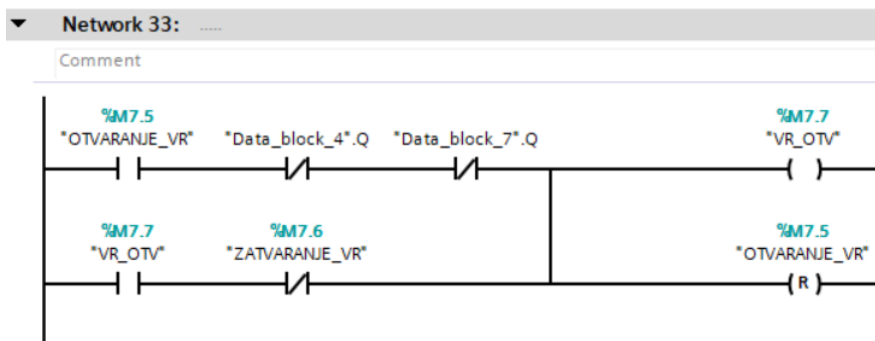 Network 33: .....
Comment
%M7.5
"OTVARANJE_VR"
"Data_block_4".Q
"Data_block_7".Q
%M7.7
"VR_OTV"
%M7.7
"VR_OTV"
%M7.6
"ZATVARANJE_VR"
%M7.5
"OTVARANJE_VR"
R